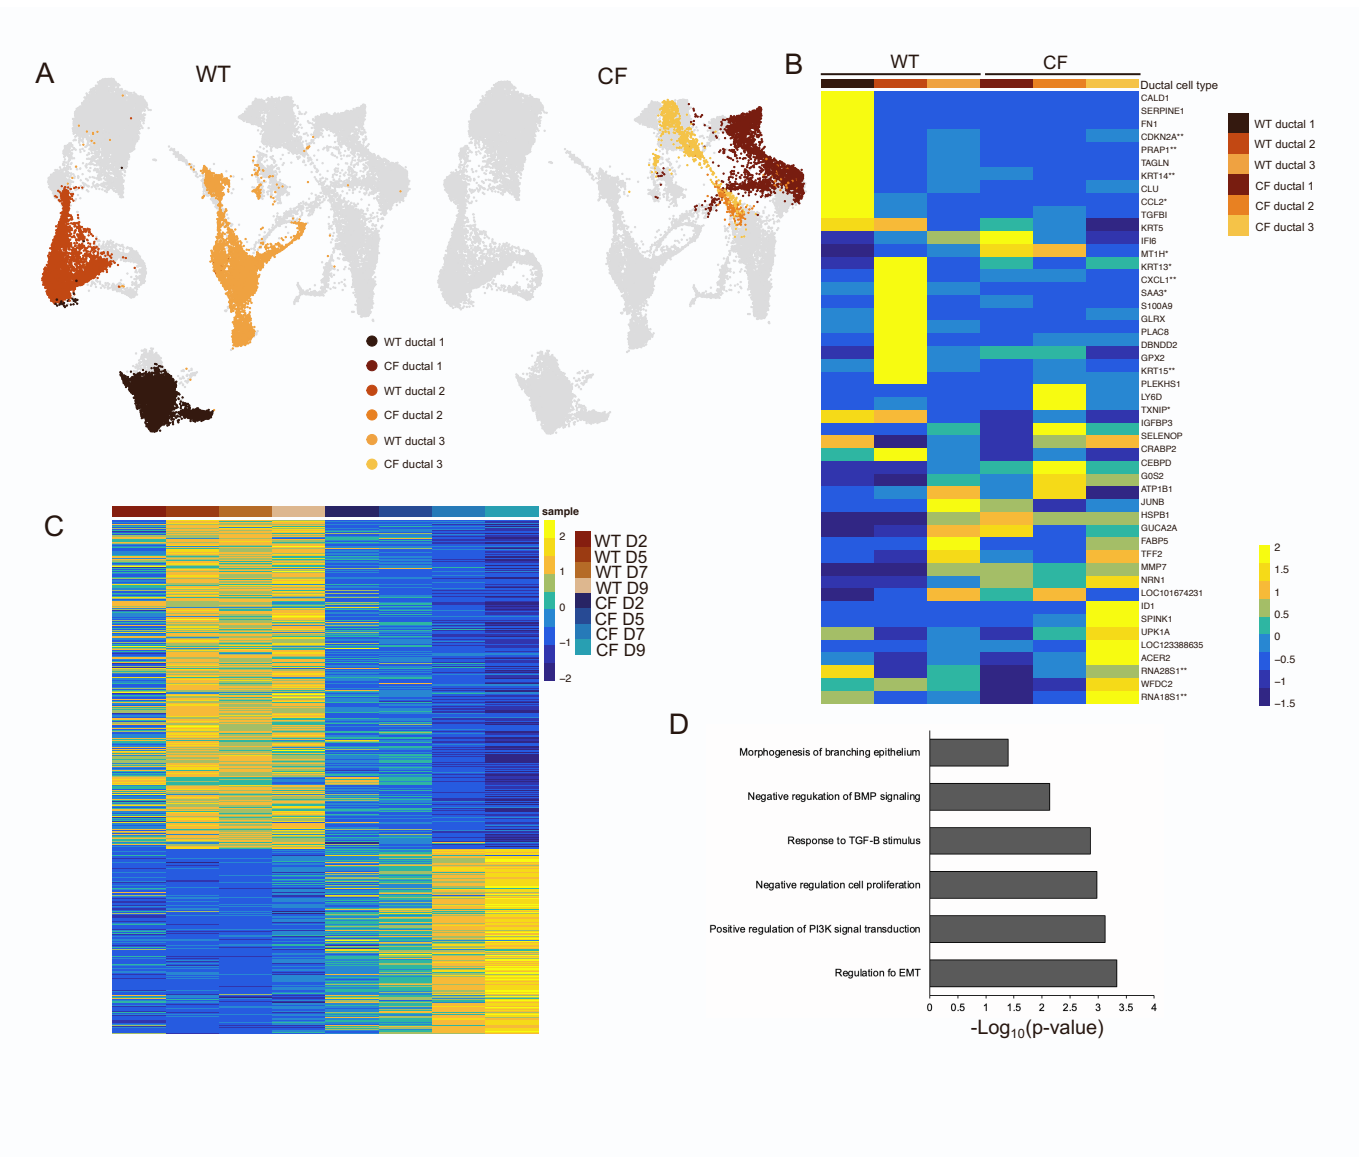 A
WT
CF
WT ductal 1
CF ductal 1
WT ductal 2
CF ductal 2
WT ductal 3
CF ductal 3
B
WT
CF
Ductal cell type
CALD1
SERPINE1
FN1
CDKN2A**
PRAP1**
TAGLN
KRT14**
CLU
CCL2*
TGFBI
KRT5
IFI6
MT1H*
KRT13*
CXCL1**
SAA3*
S100A9
GLRX
PLAC8
DBNDD2
GPX2
KRT15**
PLEKHS1
LY6D
TXNIP*
IGFBP3
SELENOP
CRABP2
CEBPD
G0S2
ATP1B1
JUNB
HSPB1
GUCA2A
FABP5
TFF2
MMP7
NRN1
LOC101674231
ID1
SPINK1
UPK1A
LOC123388635
ACER2
RNA28S1**
WFDC2
RNA18S1**
WT ductal 1
WT ductal 2
WT ductal 3
CF ductal 1
CF ductal 2
CF ductal 3
2
1.5
1
0.5
0
−0.5
−1
−1.5
C
sample
2
1
0
−1
−2
WT D2
WT D5
WT D7
WT D9
CF D2
CF D5
CF D7
CF D9
D
Morphogenesis of branching epithelium
Negative regukation of BMP signaling
Response to TGF-B stimulus
Negative regulation cell proliferation
Positive regulation of PI3K signal transduction
Regulation fo EMT
0 0.5 1 1.5 2 2.5 3 3.5 4
-Log10(p-value)